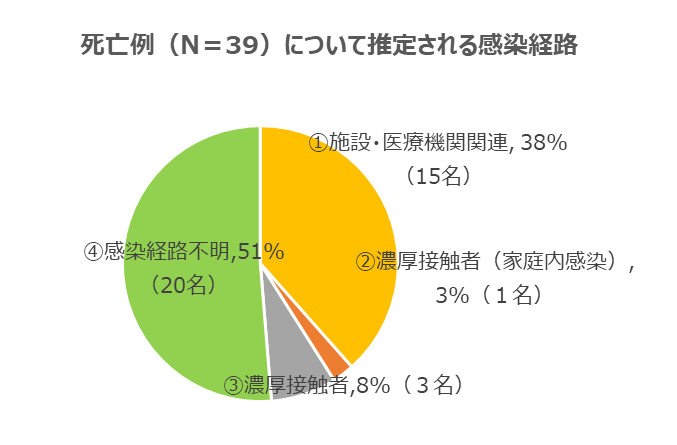 死亡例（N＝39）について推定される感染経路
①施設・医療機関関連, 38%
（15名）
②濃厚接触者（家庭内感染）,
3%（１名）
④感染経路不明,51%
（20名）
③濃厚接触者,8%（３名）